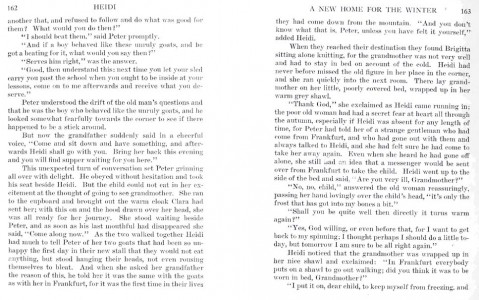 162 HEIDI
another that, and refused to follow and do what was good for
them? What would you do then?"
"I should beat them," said Peter promptly.
"And if a boy behaved like these unruly goats, and he
got a beating for it, what would you say then?"
"Serves him right," was the answer.
"Good, then understand this: next time you let your sled
carry you past the school when you ought to be inside at your
lessons, come on to me afterwards and receive what you de-
serve."
Peter understood the drift of the old man's questions and
that he was the boy who behaved like the unruly goats, and he
looked somewhat fearfully towards the corner to see if there
happened to be a stick around.
But now the grandfather suddenly said in a cheerful
voice, "Come and sit down and have something, and after-
wards Heidi shall go with you. Bring her back this evening
and you will find supper waiting for you here."
This unexpected turn of conversation set Peter grinning
all over with delight. He obeyed without hesitation and took
his seat beside Heidi. But the child could not eat in her ex-
citement at the thought of going to see grandmother. She ran
to the cupboard and brought out the warm cloak Clara had
sent her; with this on and the hood drawn over her head, she
was all ready for her journey. She stood waiting beside
Peter, and as soon as his last mouthful had disappeared she
said, "Come along now." As the two walked together Heidi
had much to tell Peter of her two goats that had been so un-
happy the first day in their new stall that they would not eat
anything, but stood hanging their heads, not even rousing
themselves to bleat. And when she asked her grandfather
the reason of this, he told her it was the same with the goats
as with her in Frankfurt, for it was the first time in their lives
A NEW HOME FOR THE WINTER 163
they had come down from the mountain. "And you don't
know what that is, Peter, unless you have felt it yourself,"
added Heidi.
When they reached their destination they found Brigitta
sitting alone knitting, for the grandmother was not very well
and had to stay in bed on account of the cold. Heidi had
never before missed the old figure in her place in the corner,
and she ran quickly into the next room. There lay grand-
mother on her little, poorly covered bed, wrapped up in her
warm grey shawl.
"Thank God," she exclaimed as Heidi came running in;
the poor old woman had had a secret fear at heart all through
the autumn, especially if Heidi was absent for any length of
time, for Peter had told her of a strange gentleman who had
come from Frankfurt, and who had gone out with them and
always talked to Heidi, and she had felt sure he had come to
take her away again. Even when she heard he had gone off
alone, she still had an idea that a messenger would be sent
over from Frankfurt to take the child. Heidi went up to the
side of the bed and said, "Are you very ill, Grandmother?"
"No, no, child," answered the old woman reassuringly,
passing her hand lovingly over the child's head, "it's only the
frost that has got into my bones a bit."
"Shall you be quite well then directly it turns warm
again?"
"Yes, God willing, or even before that, for I want to get
back to my spinning; I thought perhaps I should do a little to-
day, but tomorrow I am sure to be all right again."
Heidi noticed that the grandmother was wrapped up in
her nice shawl and exclaimed: "In Frankfurt everybody
puts on a shawl to go out walking; did you think it was to be
worn in bed, Grandmother?"
"I put it on, dear child, to keep myself from freezing, and